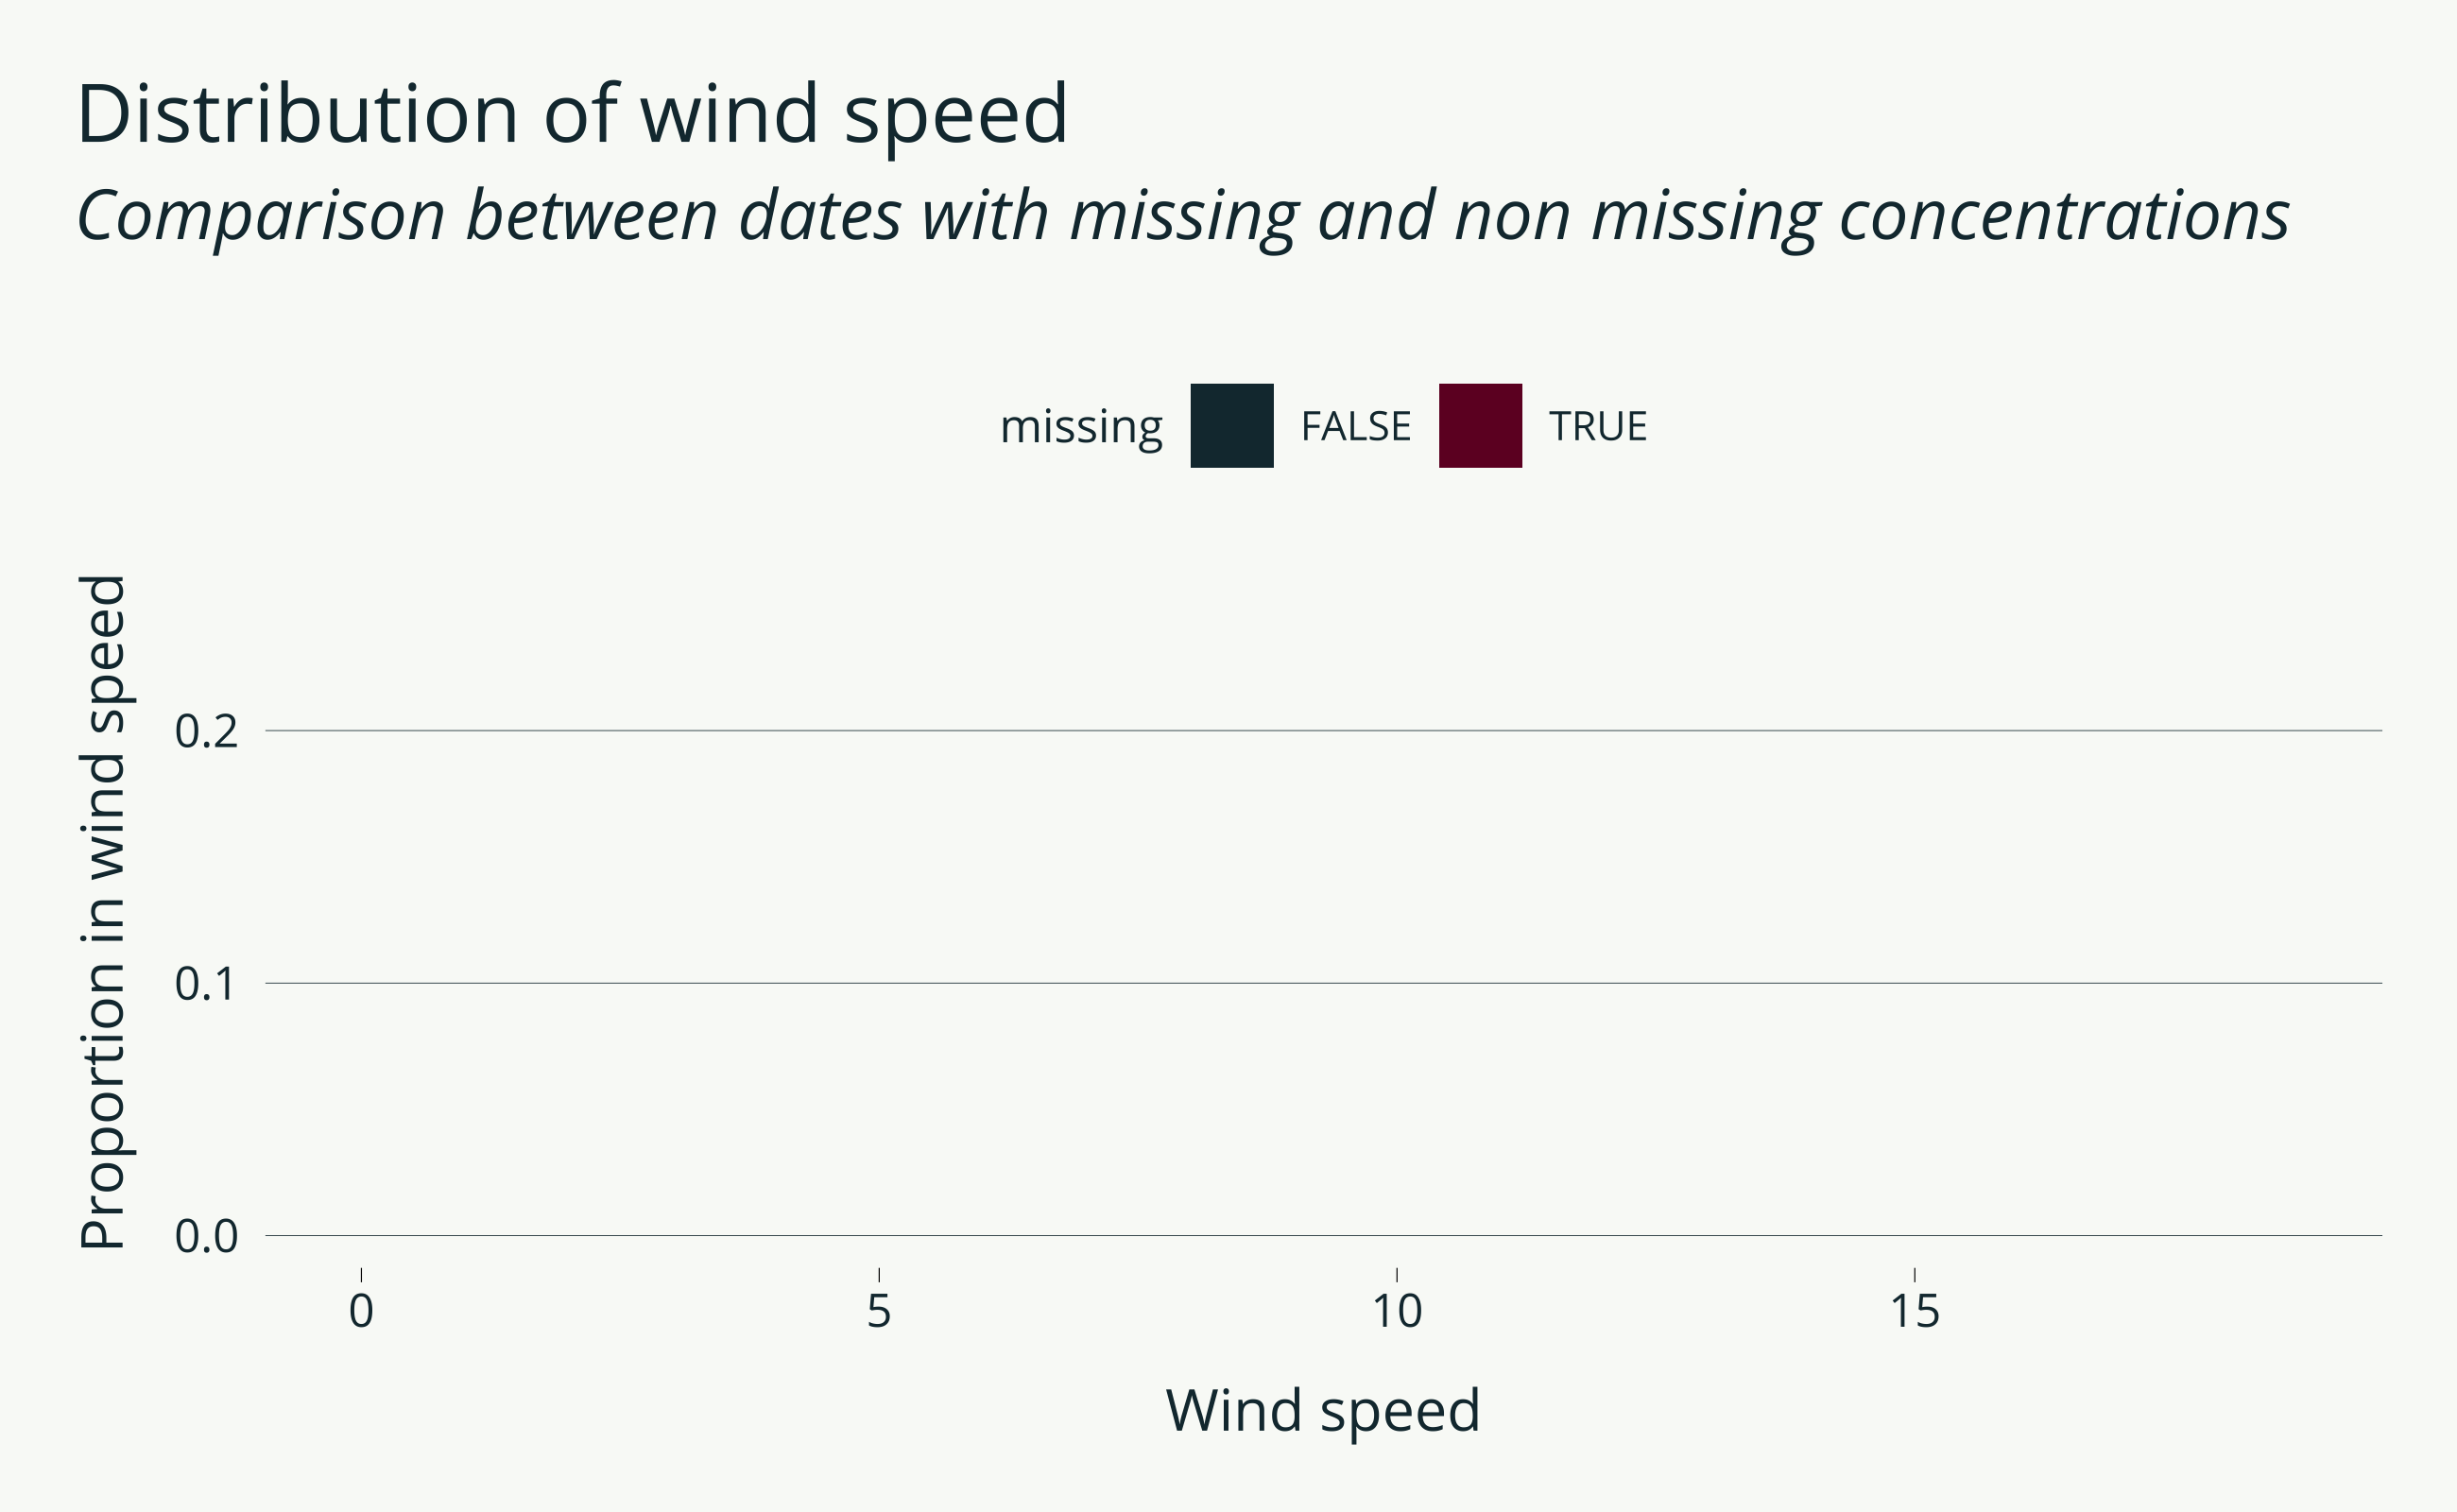 Distribution of wind speed
Comparison between dates with missing and non missing concentrations
missing FALSE TRUE
Proportion in wind speed
0.2
0.1
0.0
0 5 10 15
Wind speed